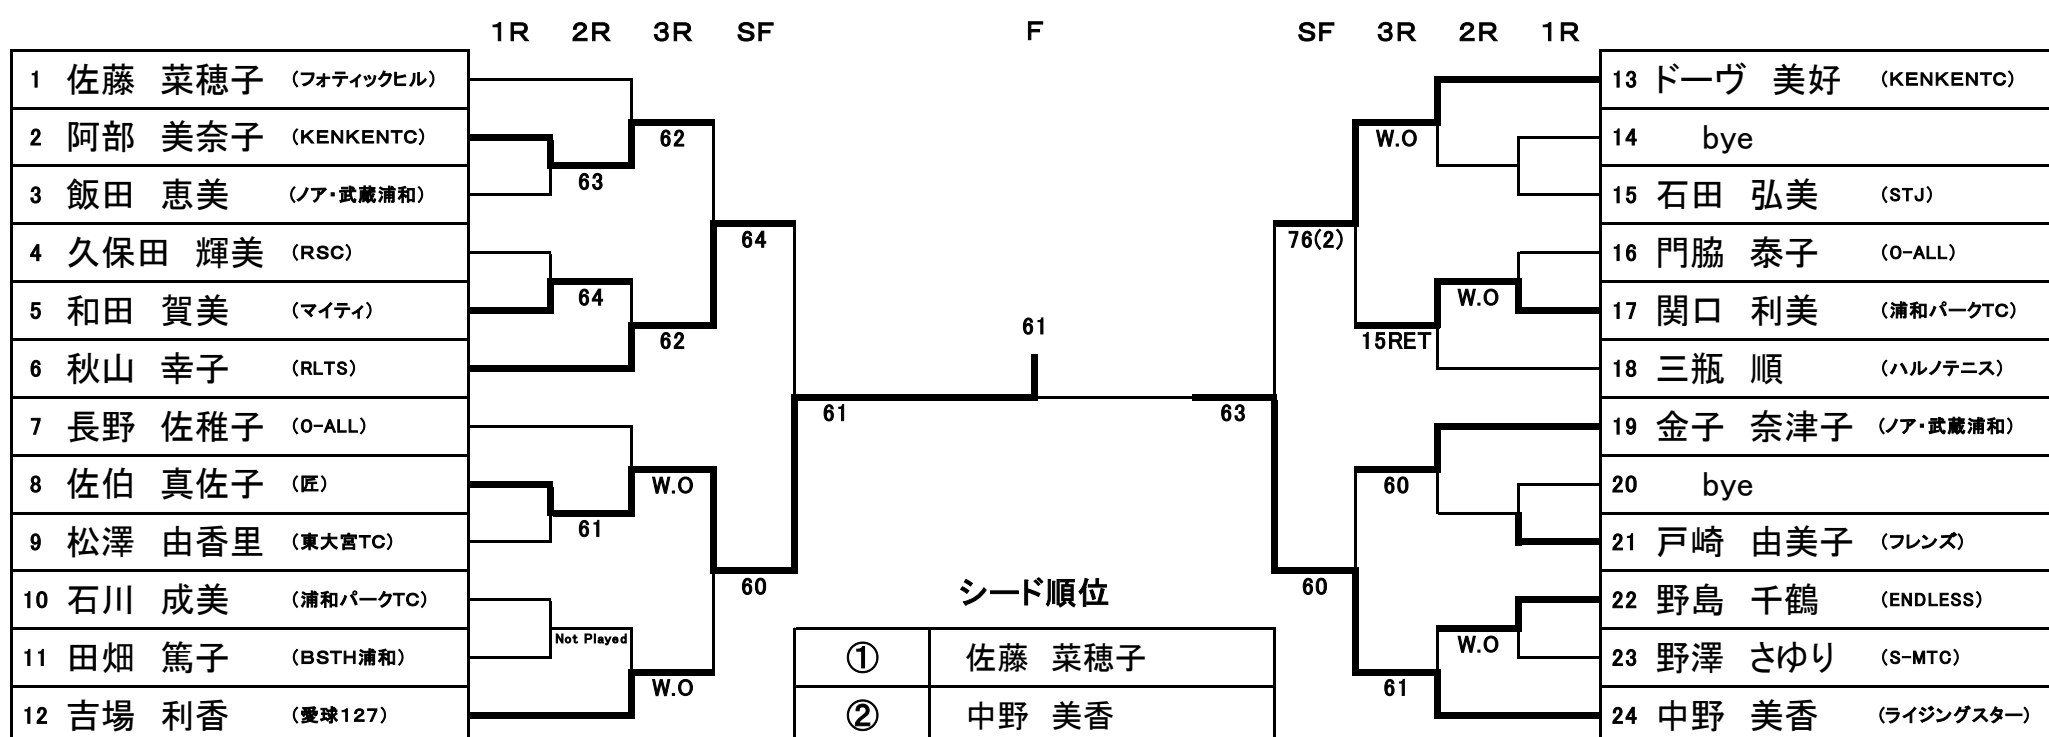 1R 2R 3R SF F SF 3R 2R 1R
1 佐藤 菜穂子 (フォティックヒル)
2 阿部 美奈子 (KENKENTC)
3 飯田 恵美 (ノア・武蔵浦和)
4 久保田 輝美 (RSC)
5 和田 賀美 (マイティ)
6 秋山 幸子 (RLTS)
7 長野 佐稚子 (O-ALL)
8 佐伯 真佐子 (匠)
9 松澤 由香里 (東大宮TC)
10 石川 成美 (浦和パークTC)
11 田畑 篤子 (BSTH浦和)
12 吉場 利香 (愛球127)
63
64
61
Not Played
62
62
W.O
W.O
64
60
61
61
63
76(2)
60
W.O
15RET
60
61
W.O
W.O
13 ドーヴ 美好 (KENKENTC)
14 bye
15 石田 弘美 (STJ)
16 門脇 泰子 (O-ALL)
17 関口 利美 (浦和パークTC)
18 三瓶 順 (ハルノテニス)
19 金子 奈津子 (ノア・武蔵浦和)
20 bye
21 戸崎 由美子 (フレンズ)
22 野島 千鶴 (ENDLESS)
23 野澤 さゆり (S-MTC)
24 中野 美香 (ライジングスター)
シード順位
① 佐藤 菜穂子
② 中野 美香